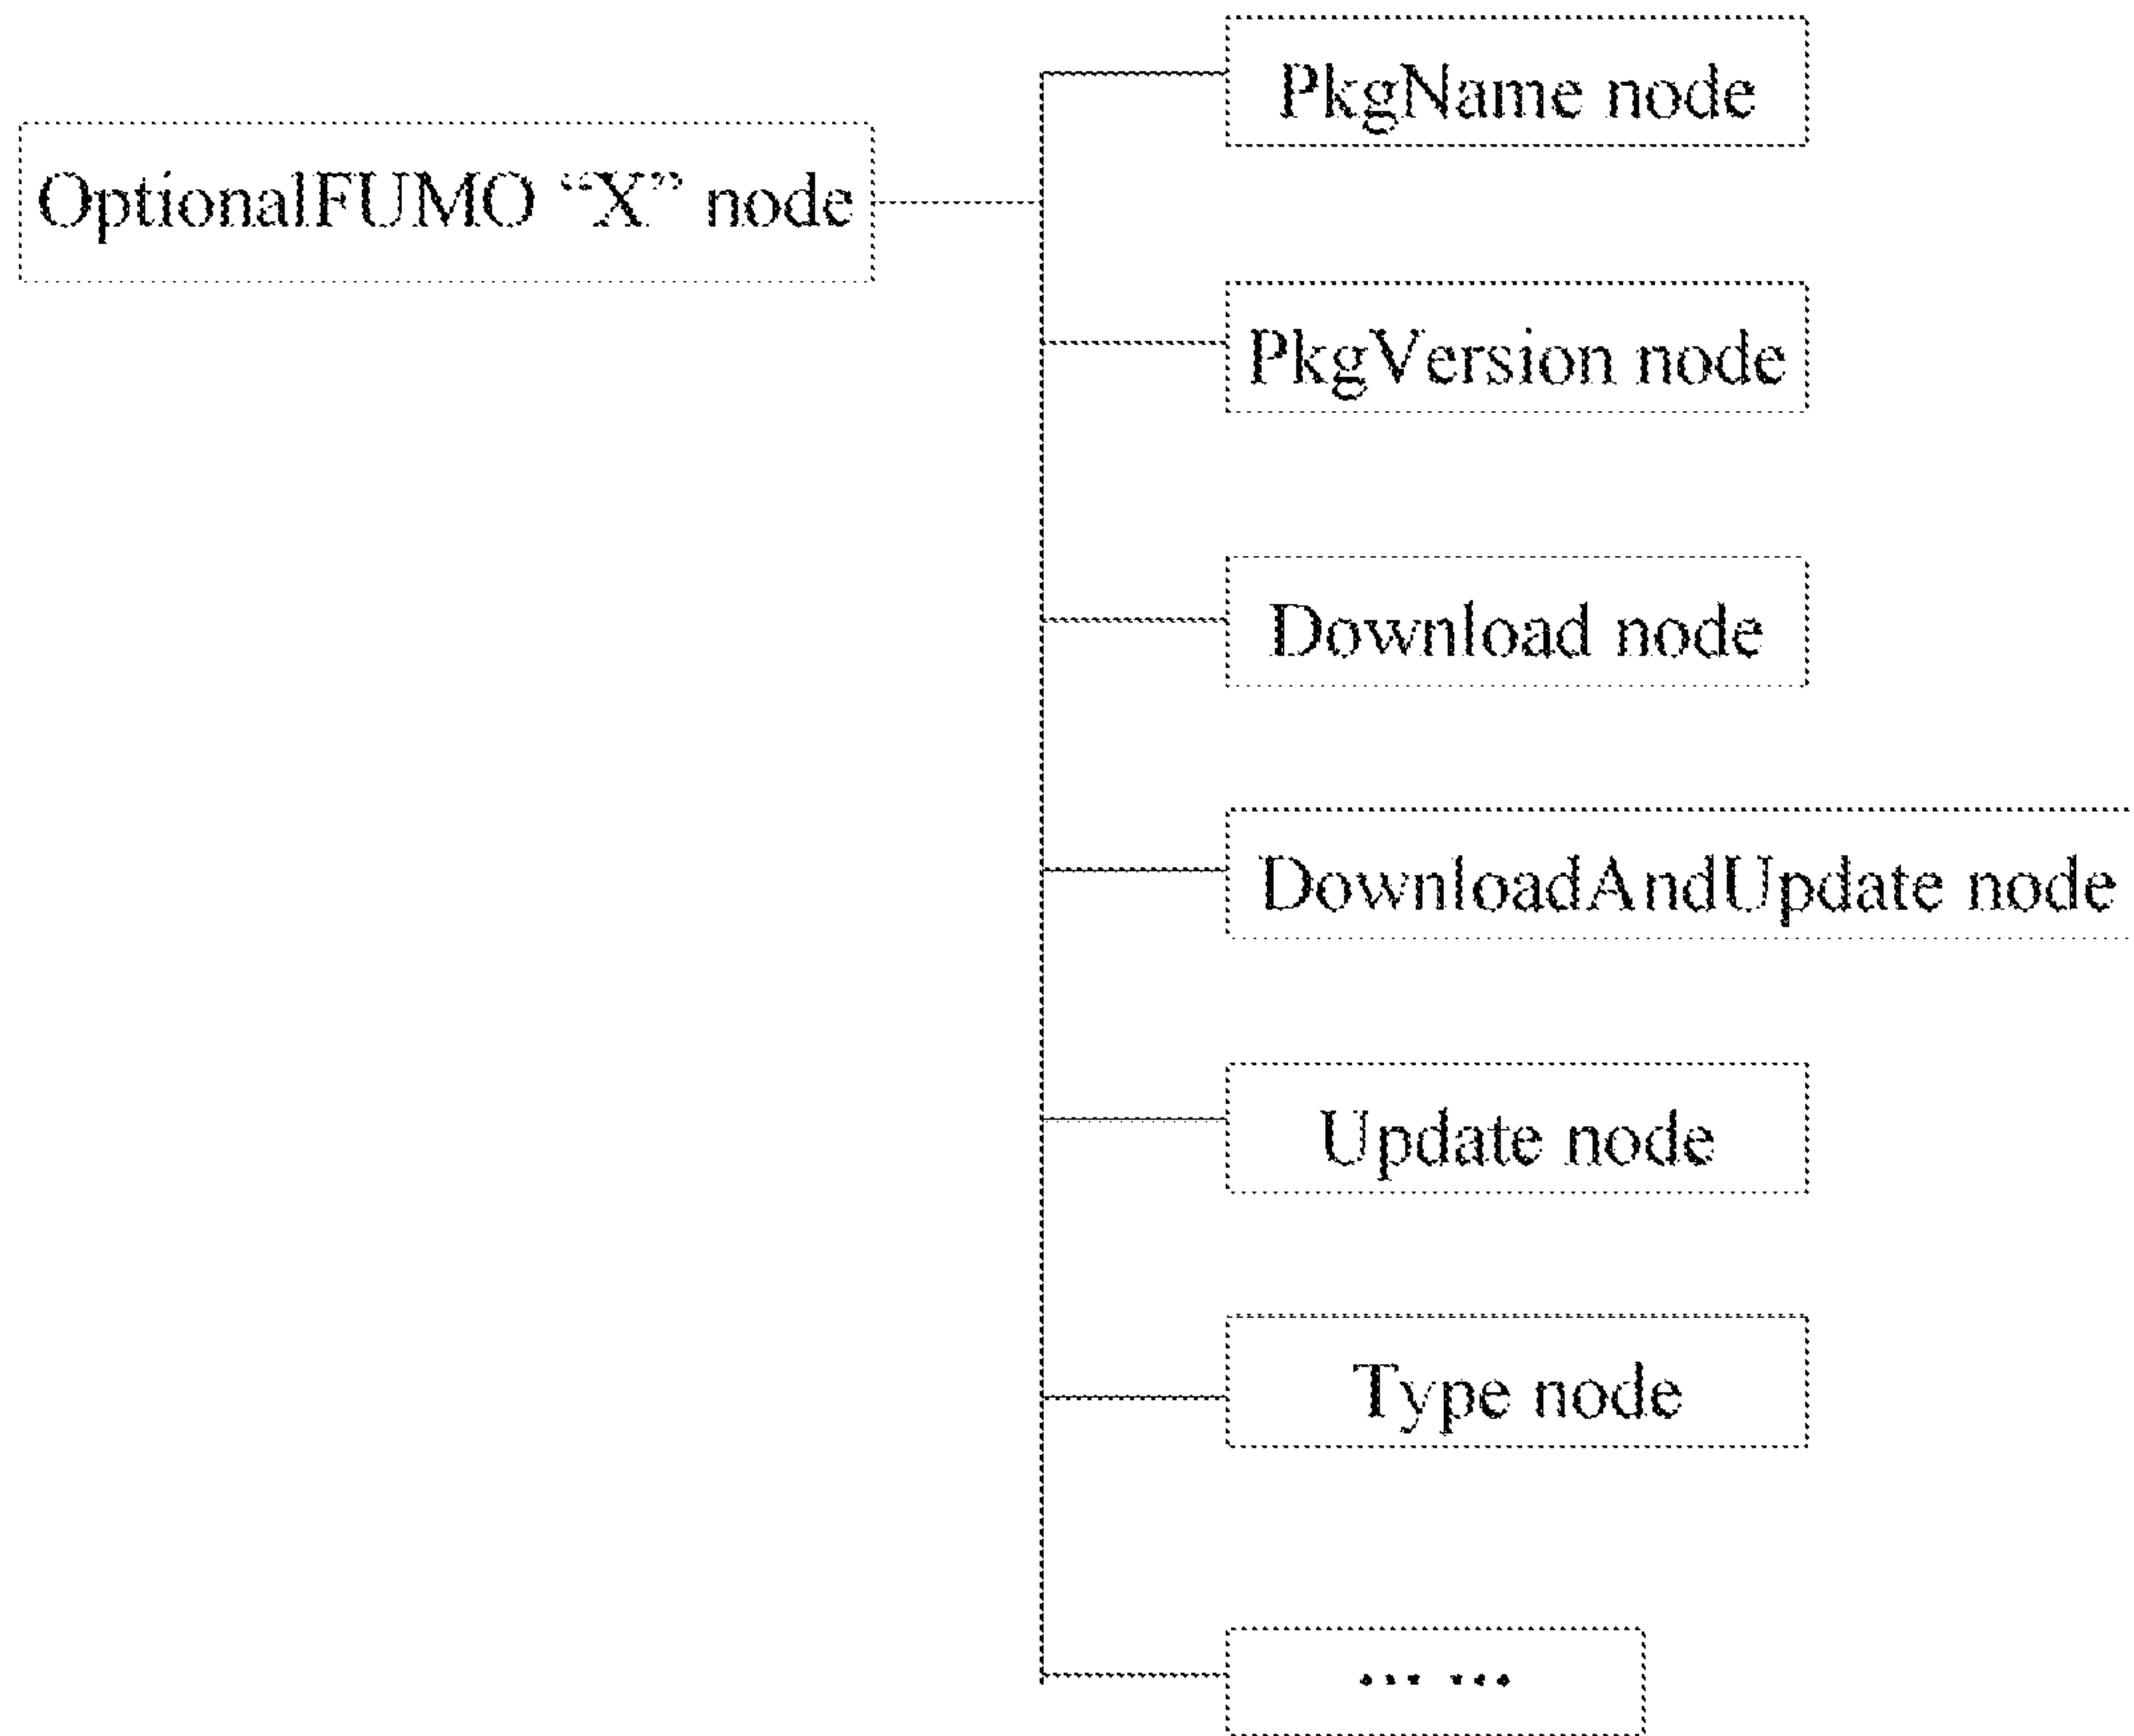 OptionalFUMO “X” node
PkgName node
PkgVersion node
Download node
DownloadAndUpdate node
Update node
Type node
... ...